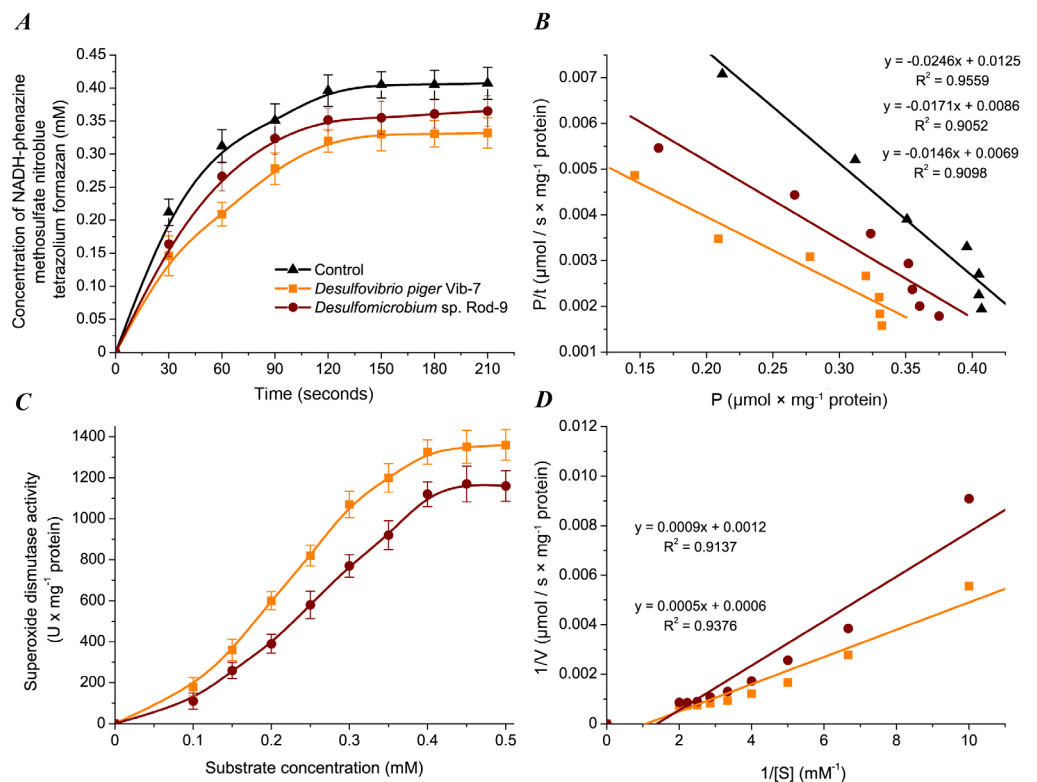 A
Concentration of NADH-phenazine
methosulfate nitroblue
tetrazolium formazan (mM)
0.45
0.40
0.35
0.30
0.25
0.20
0.15
0.10
0.05
0
Control
Desulfovibrio piger Vib-7
Desulfomicrobium sp. Rod-9
0 30 60 90 120 150 180 210
Time (seconds)
B
P/t (µmol / s × mg⁻¹ protein)
0.007
0.006
0.005
0.004
0.003
0.002
0.001
y = -0.0246x + 0.0125
R² = 0.9559
y = -0.0171x + 0.0086
R² = 0.9052
y = -0.0146x + 0.0069
R² = 0.9098
0.15 0.20 0.25 0.30 0.35 0.40
P (µmol × mg⁻¹ protein)
C
Superoxide dismutase activity
(U x mg⁻¹ protein)
1400
1200
1000
800
600
400
200
0
0 0.1 0.2 0.3 0.4 0.5
Substrate concentration (mM)
D
1/V (µmol / s × mg⁻¹ protein)
0.012
0.010
0.008
0.006
0.004
0.002
0
y = 0.0009x + 0.0012
R² = 0.9137
y = 0.0005x + 0.0006
R² = 0.9376
0 2 4 6 8 10
1/[S] (mM⁻¹)